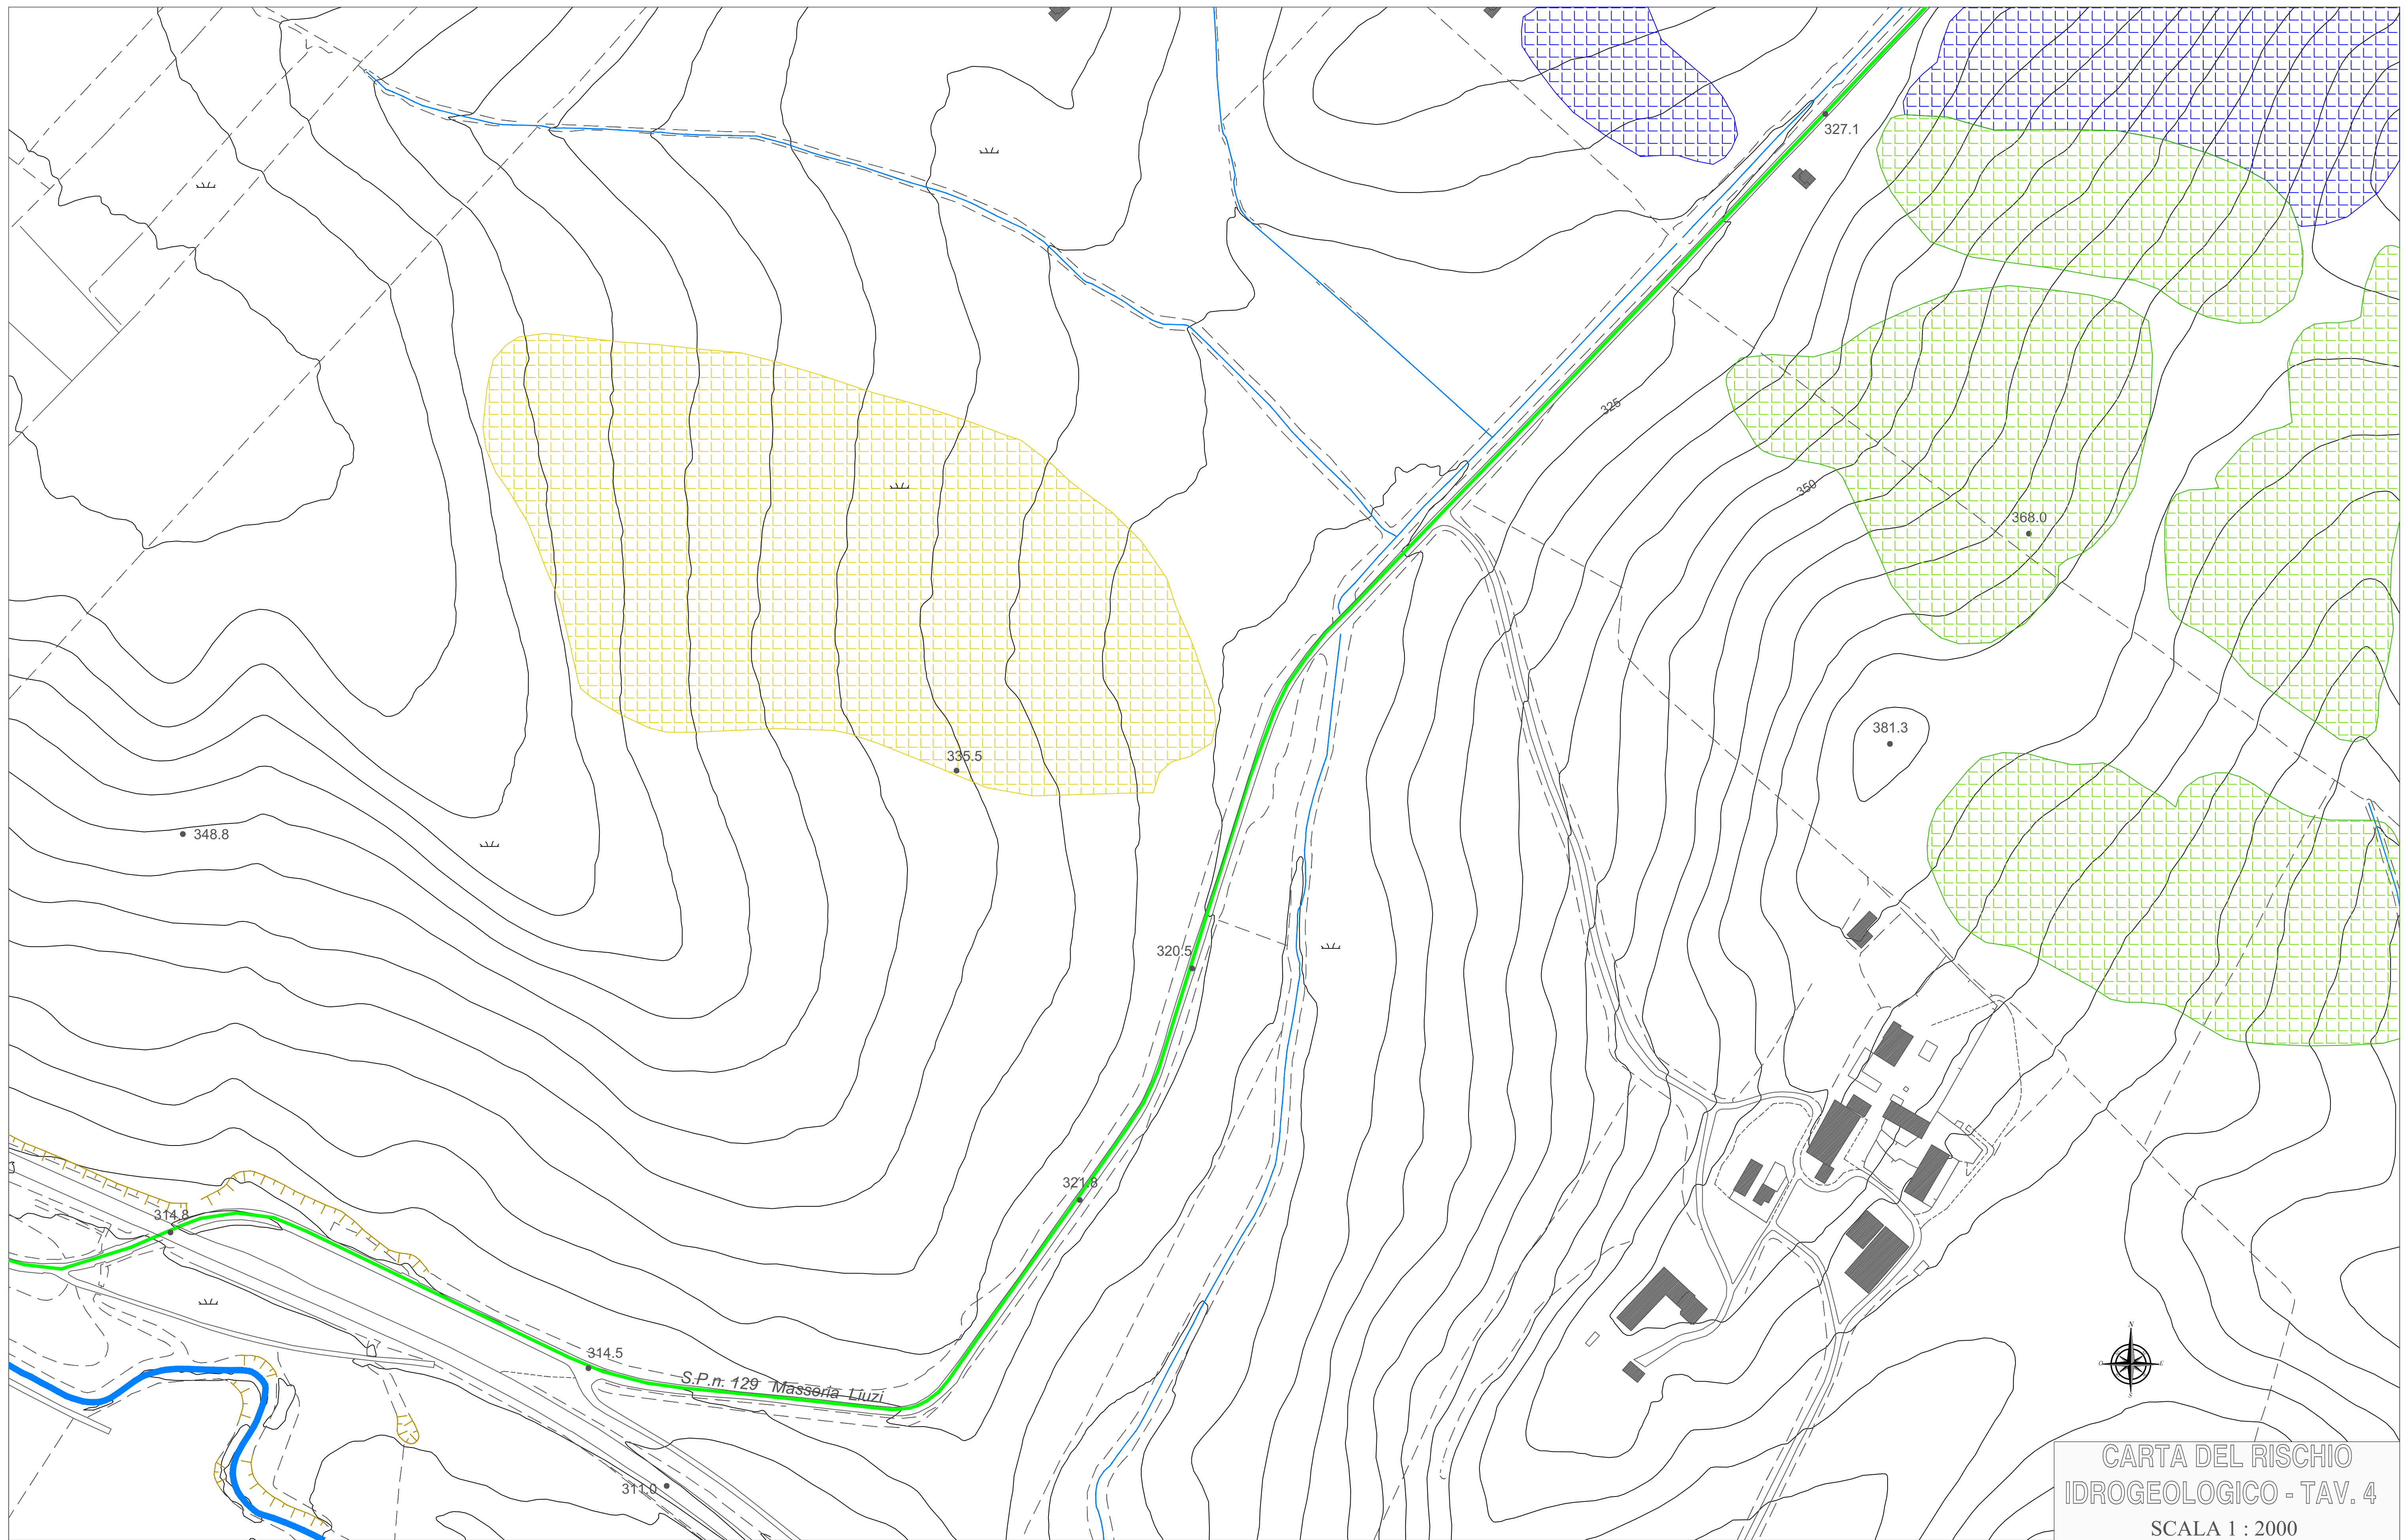 327.1
325
350
368.0
381.3
335.5
348.8
320.5
321.8
314.8
314.5
S.P.n. 129 Masseria Liuzi
311.0
N
O
E
S
CARTA DEL RISCHIO
IDROGEOLOGICO - TAV. 4
SCALA 1 : 2000